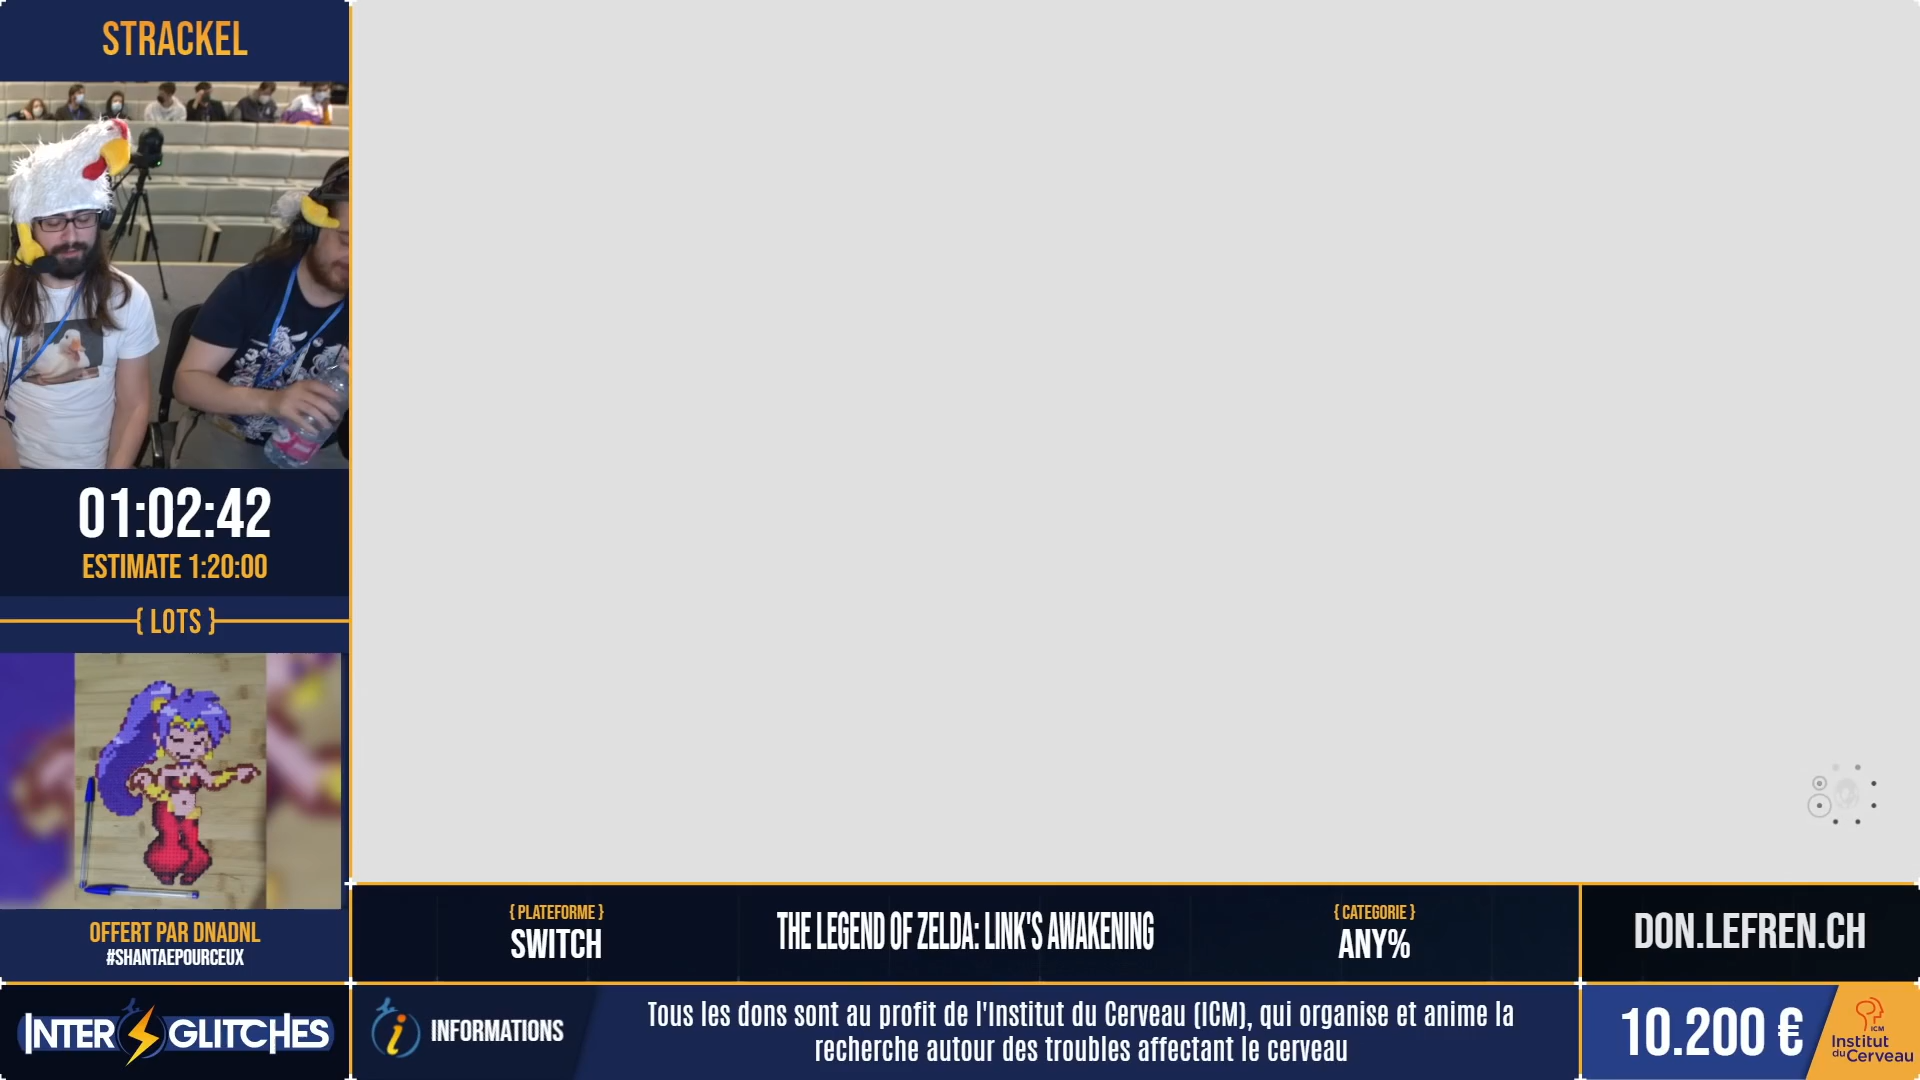 STRACKEL
01:02:42
ESTIMATE 1:20:00
{ LOTS }
OFFERT PAR DNADNL
#SHANTAEPOURCEUX
INTERGLITCHES
{ PLATEFORME }
SWITCH
THE LEGEND OF ZELDA: LINK'S AWAKENING
{ CATEGORIE }
ANY%
DON.LEFREN.CH
INFORMATIONS
Tous les dons sont au profit de l'Institut du Cerveau (ICM), qui organise et anime la
recherche autour des troubles affectant le cerveau
10.200 €
ICM
Institut
du Cerveau